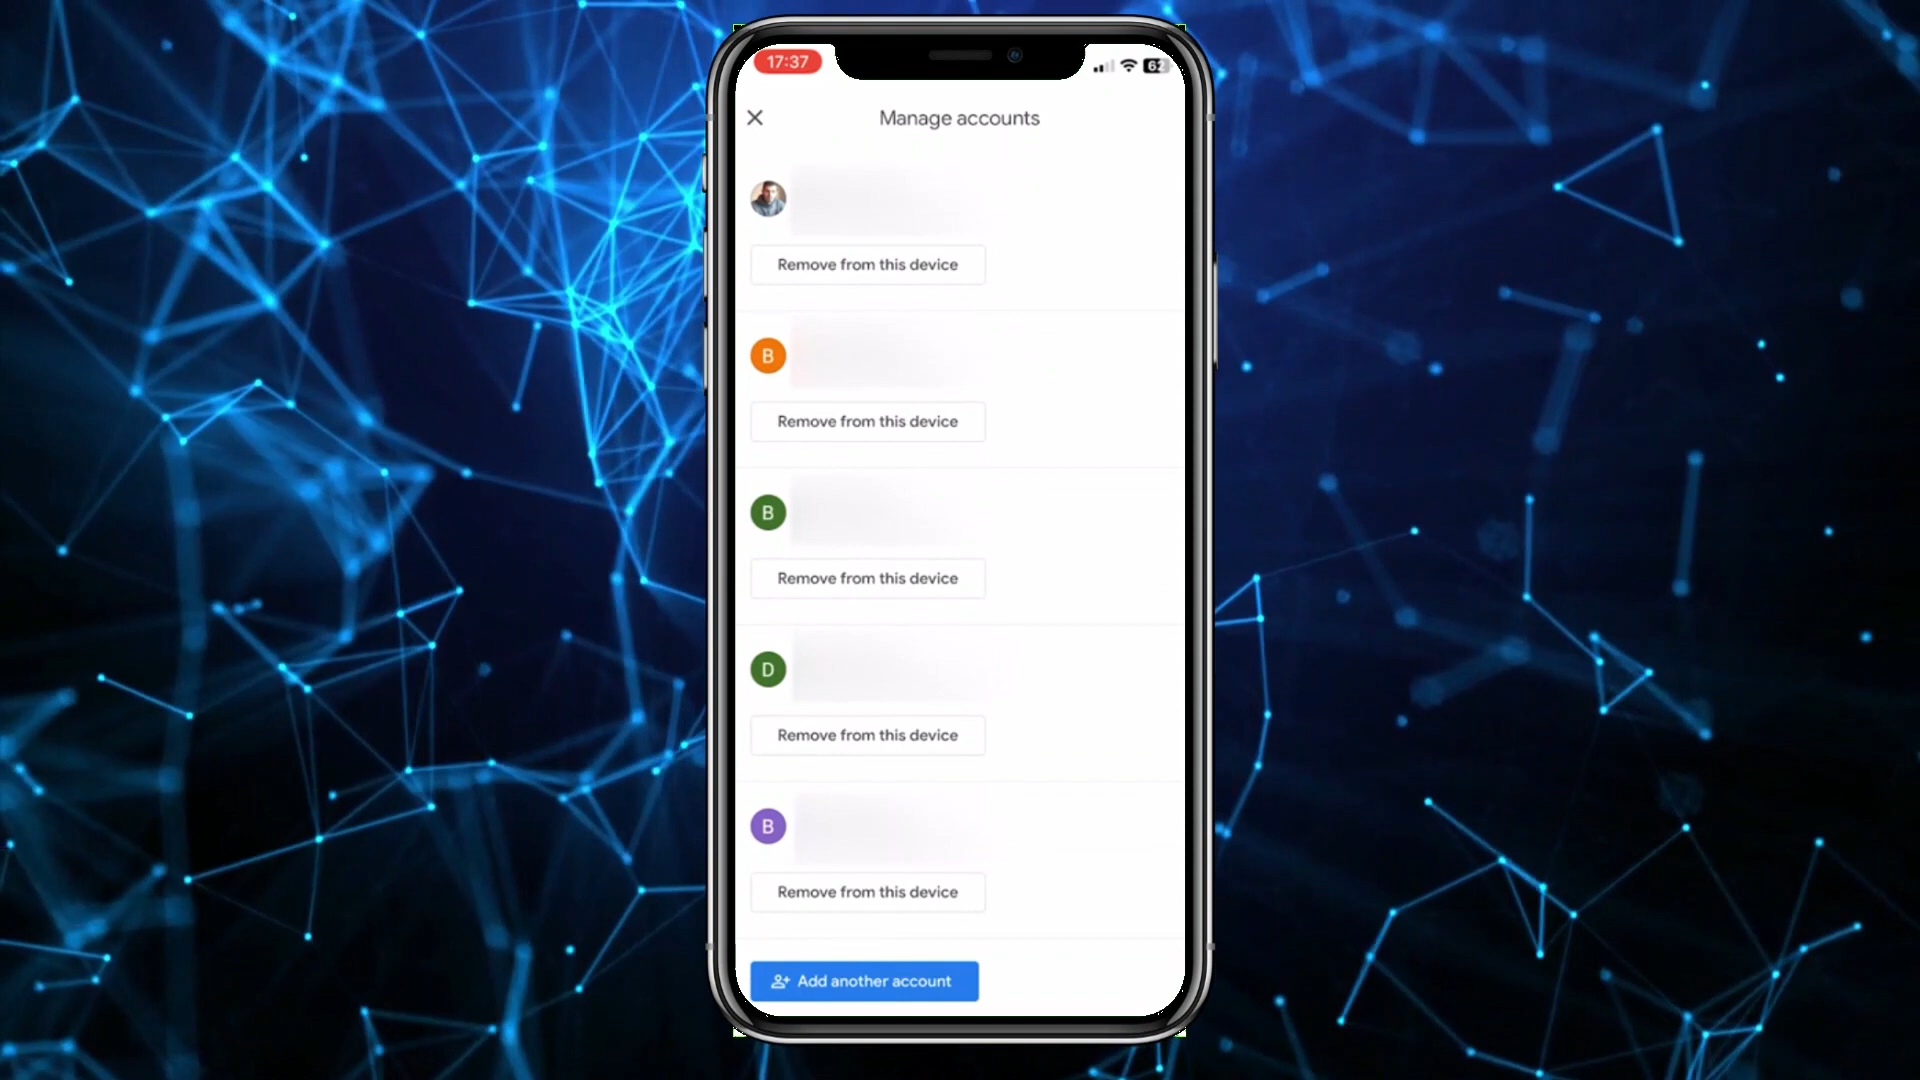 17:37
62
Manage accounts
Remove from this device
B
Remove from this device
B
Remove from this device
D
Remove from this device
B
Remove from this device
Add another account